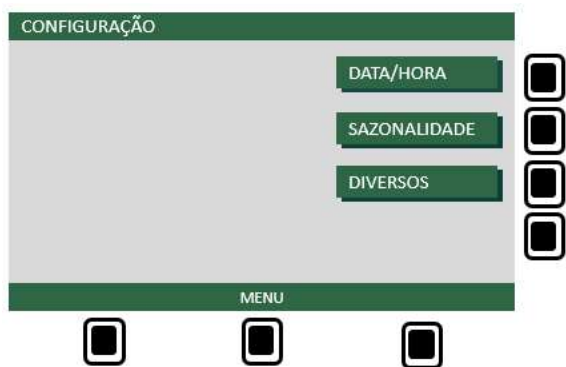 CONFIGURAÇÃO
DATA/HORA
SAZONALIDADE
DIVERSOS
MENU